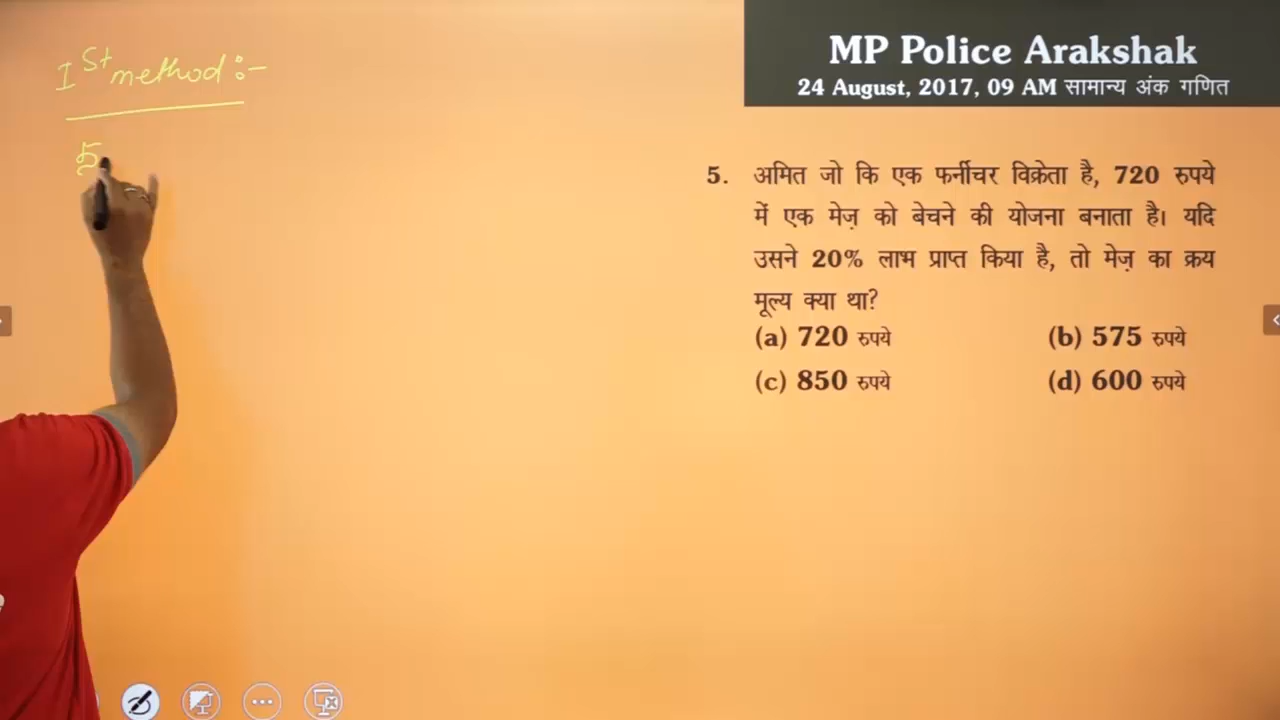 Ist method:-
5
MP Police Arakshak
24 August, 2017, 09 AM सामान्य अंक गणित
5. अमित जो कि एक फर्नीचर विक्रेता है, 720 रुपये
में एक मेज़ को बेचने की योजना बनाता है। यदि
उसने 20% लाभ प्राप्त किया है, तो मेज़ का क्रय
मूल्य क्या था?
(a) 720 रुपये (b) 575 रुपये
(c) 850 रुपये (d) 600 रुपये